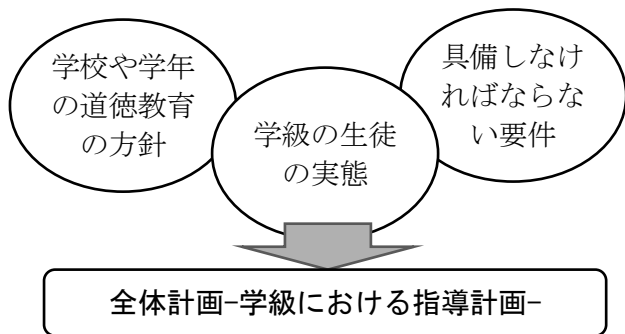 学校や学年
の道徳教育
の方針
学級の生徒
の実態
具備しなけ
ればならな
い要件
全体計画−学級における指導計画−